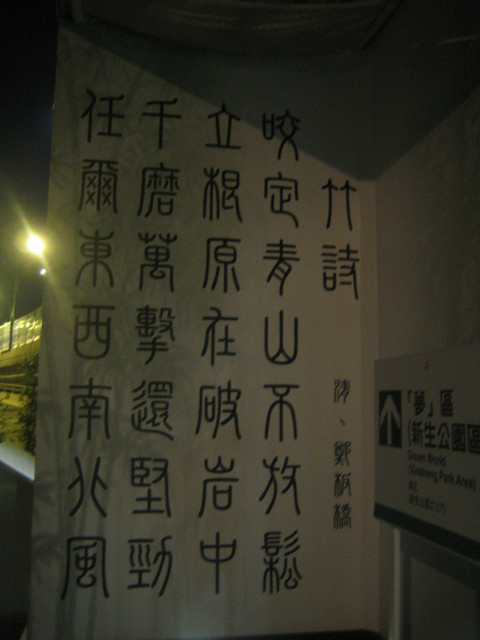 竹詩
清、鄭板橋
咬定青山不放鬆
立根原在破岩中
千磨萬擊還堅勁
任爾東西南北風
「夢」區
(新生公園區
Dream World
(Xinsheng Park Area)